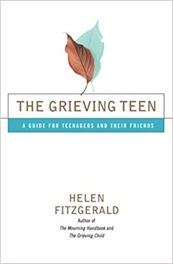 THE GRIEVING TEEN
A GUIDE FOR TEENAGERS AND THEIR FRIENDS
HELEN
FITZGERALD
Author of
The Mourning Handbook and
The Grieving Child